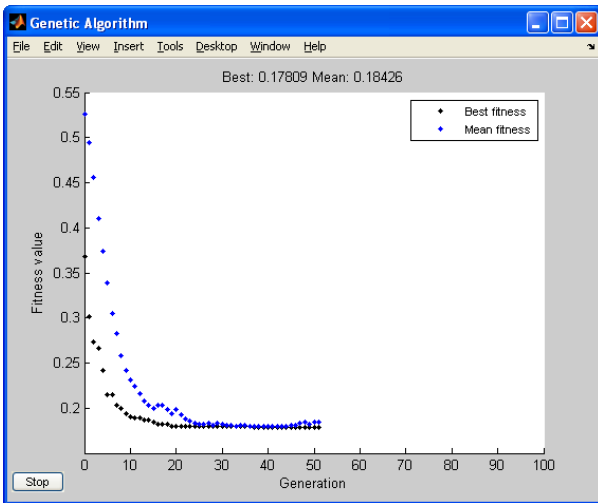 Genetic Algorithm
File Edit View Insert Tools Desktop Window Help
Best: 0.17809 Mean: 0.18426
0.55
0.5
0.45
0.4
0.35
0.3
0.25
0.2
Fitness value
Best fitness
Mean fitness
0 10 20 30 40 50 60 70 80 90 100
Generation
Stop